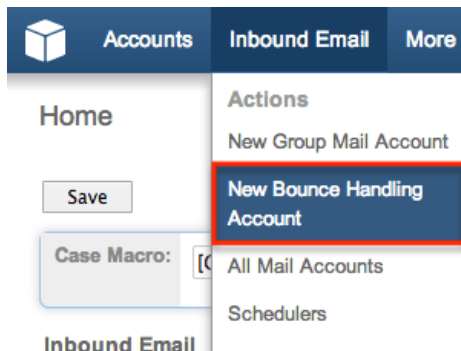 Accounts Inbound Email More
Home
Actions
New Group Mail Account
Save
New Bounce Handling
Account
Case Macro:
All Mail Accounts
Schedulers
Inbound Email